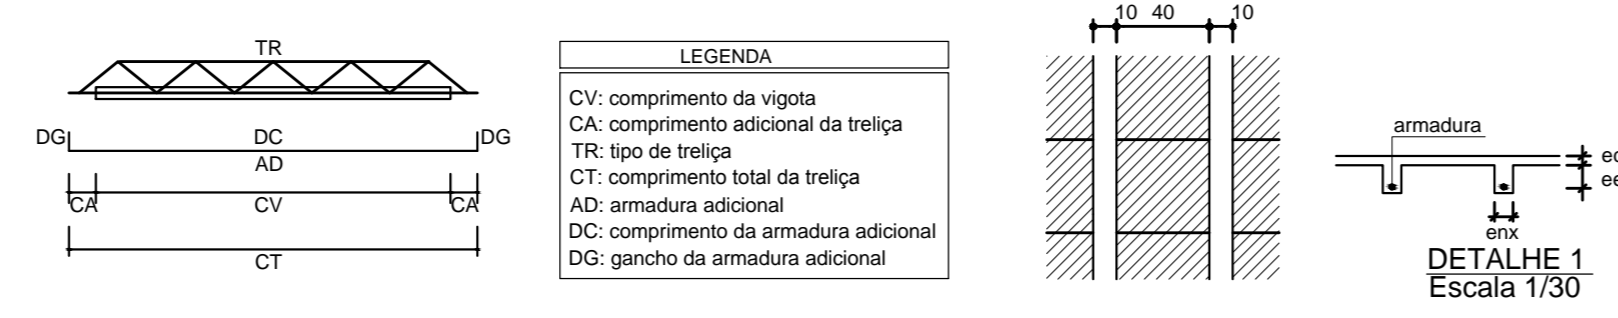 TR
DG
DC
DG
AD
CA
CV
CA
CT
LEGENDA
CV: comprimento da vigota
CA: comprimento adicional da treliça
TR: tipo de treliça
CT: comprimento total da treliça
AD: armadura adicional
DC: comprimento da armadura adicional
DG: gancho da armadura adicional
10 40 10
armadura
enx
DETALHE 1
Escala 1/30